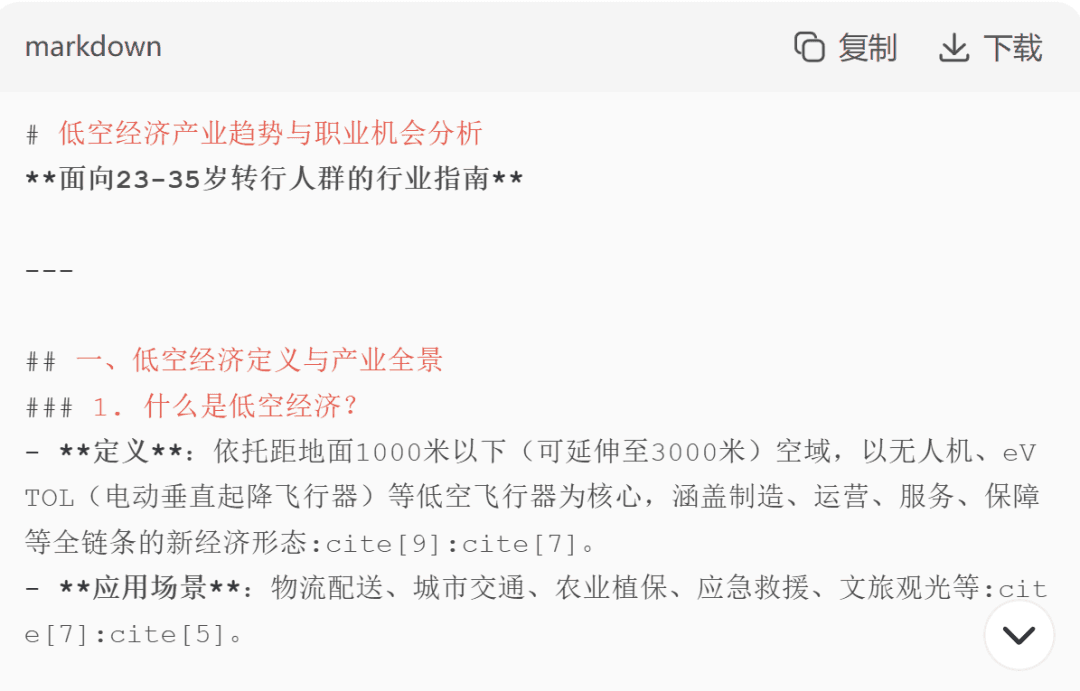 markdown 复制 下载
# 低空经济产业趋势与职业机会分析
**面向23-35岁转行人群的行业指南**
---
## 一、低空经济定义与产业全景
### 1. 什么是低空经济？
- **定义**：依托距地面1000米以下（可延伸至3000米）空域，以无人机、eV
TOL（电动垂直起降飞行器）等低空飞行器为核心，涵盖制造、运营、服务、保障
等全链条的新经济形态:cite[9]:cite[7]。
- **应用场景**：物流配送、城市交通、农业植保、应急救援、文旅观光等:cit
e[7]:cite[5]。